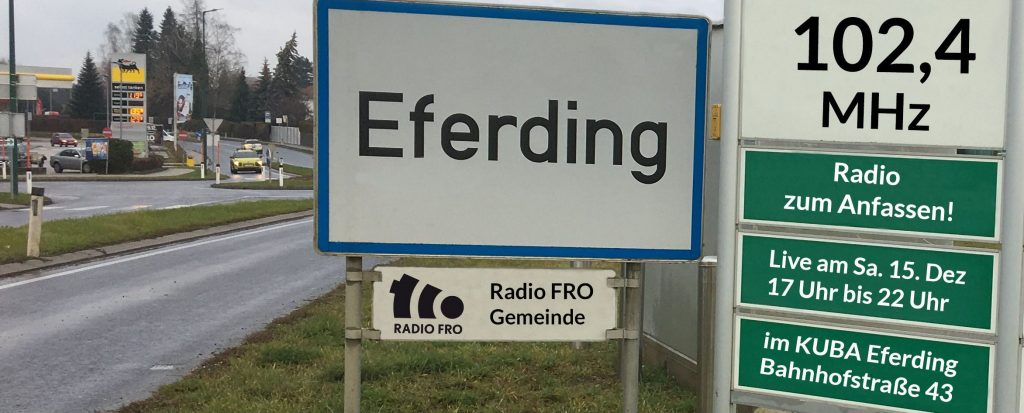 Eferding
fro
RADIO FRO
Radio FRO
Gemeinde
102,4
MHz
Radio
zum Anfassen!
Live am Sa. 15. Dez
17 Uhr bis 22 Uhr
im KUBA Eferding
Bahnhofstraße 43